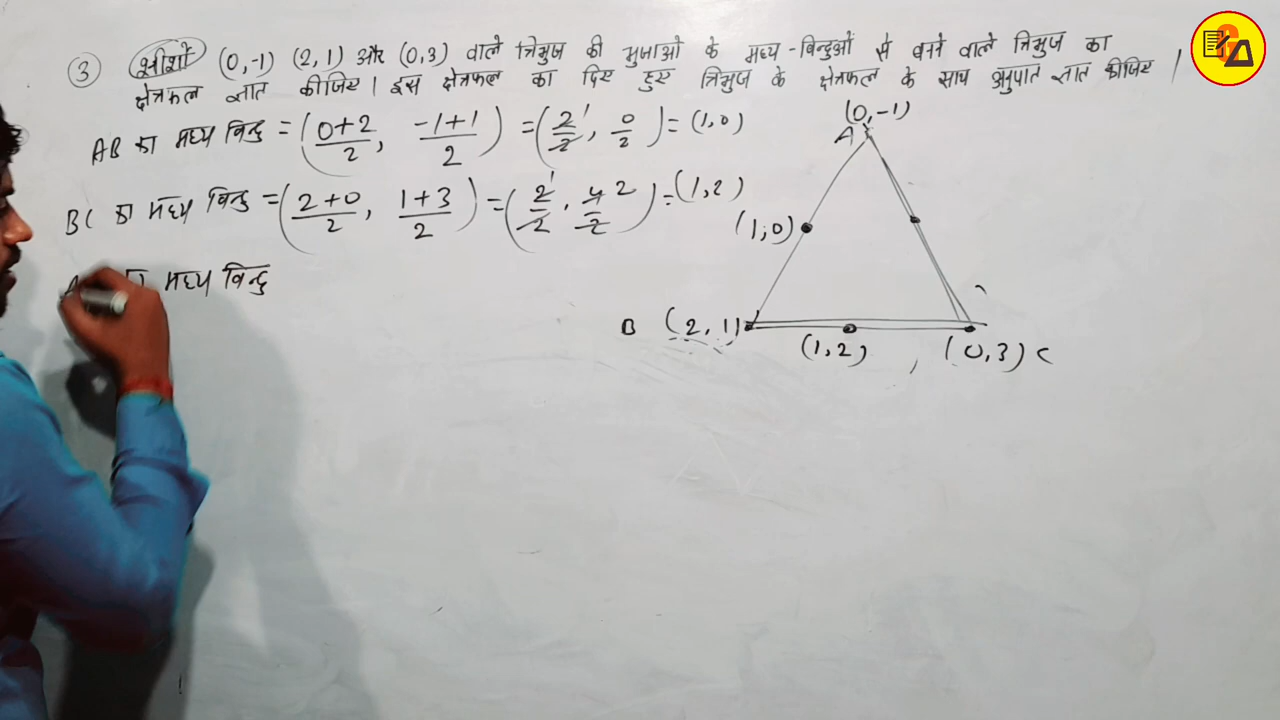 ③ शीर्शो (0,-1) (2,1) और (0,3) वाले त्रिभुज की भुजाओं के मध्य-बिन्दुओं से बनने वाले त्रिभुज का
क्षेत्रफल ज्ञात कीजिए। इस क्षेत्रफल का दिए हुए त्रिभुज के क्षेत्रफल के साथ अनुपात ज्ञात कीजिए।
AB का मध्य बिन्दु = (0+2/2, -1+1/2) = (2/2, 0/2) = (1,0)
BC का मध्य बिन्दु = (2+0/2, 1+3/2) = (2/2, 4/2) = (1,2)
मध्य बिन्दु
(0,-1)
A
(1,0)
B (2,1)
(1,2)
(0,3) C